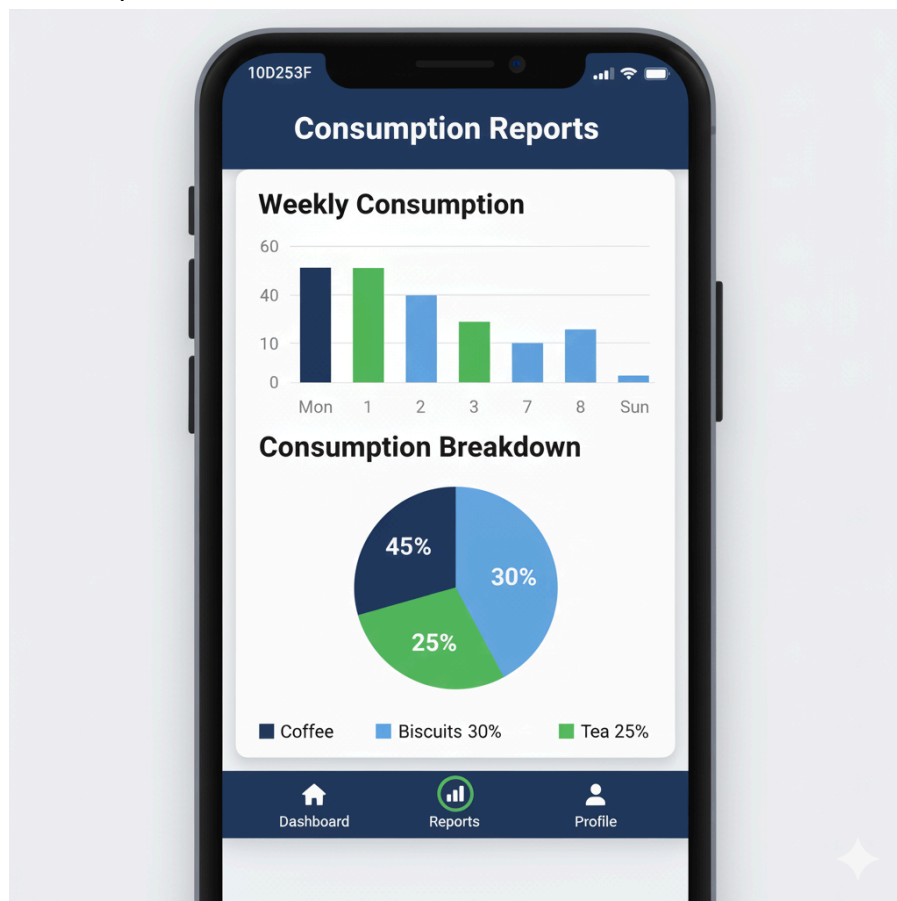 10D253F
Consumption Reports
Weekly Consumption
60
40
10
0
Mon 1 2 3 7 8 Sun
Consumption Breakdown
45%
30%
25%
Coffee Biscuits 30% Tea 25%
Dashboard Reports Profile